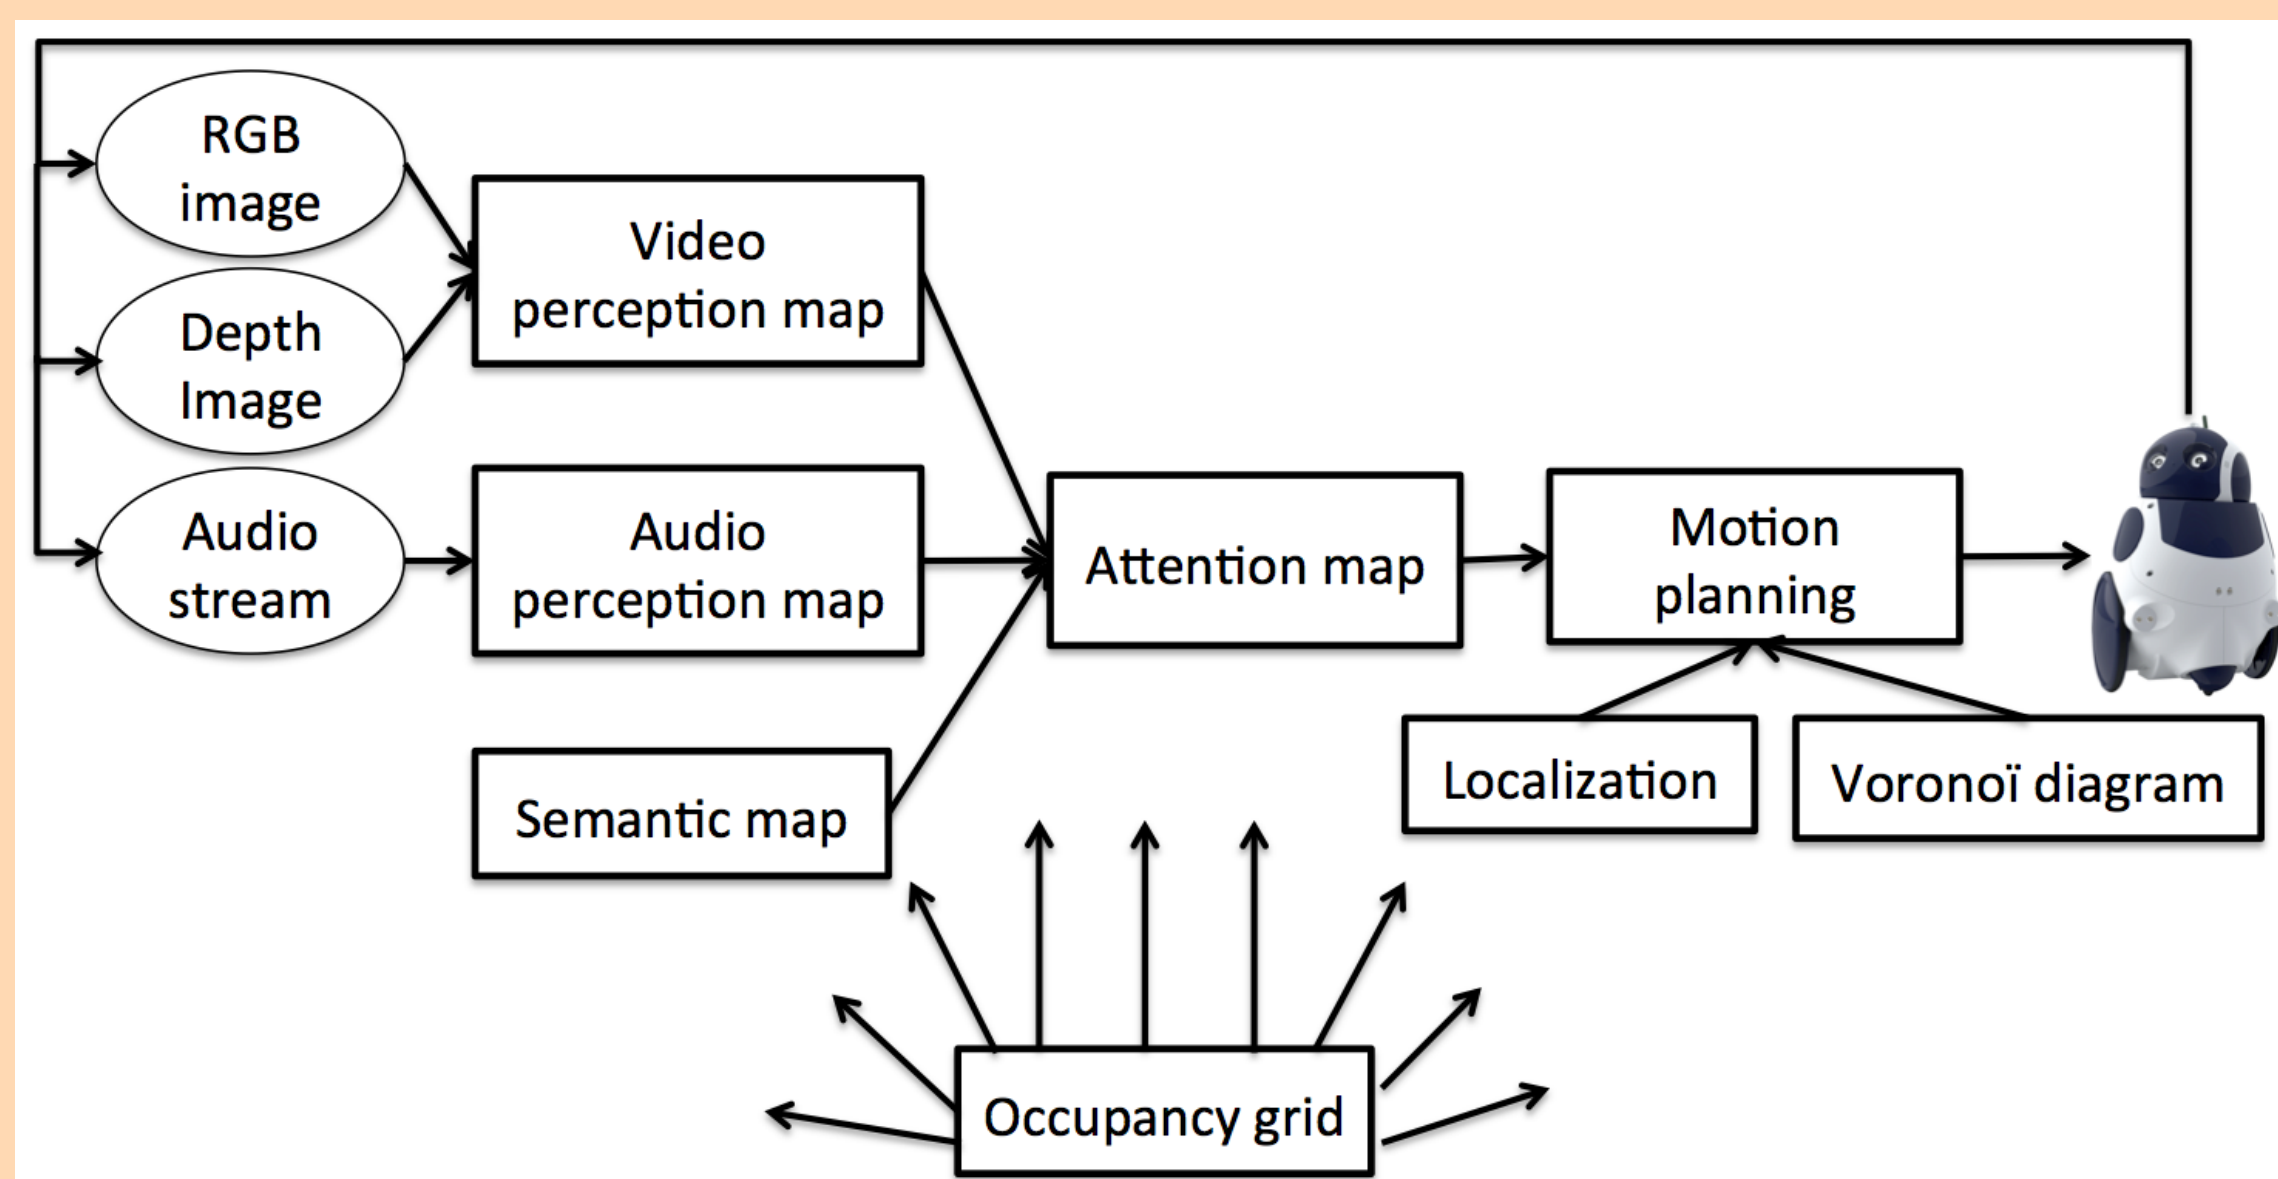 RGB
image
Depth
Image
Audio
stream
Video
perception map
Audio
perception map
Semantic map
Attention map
Motion
planning
Localization
Voronoï diagram
Occupancy grid